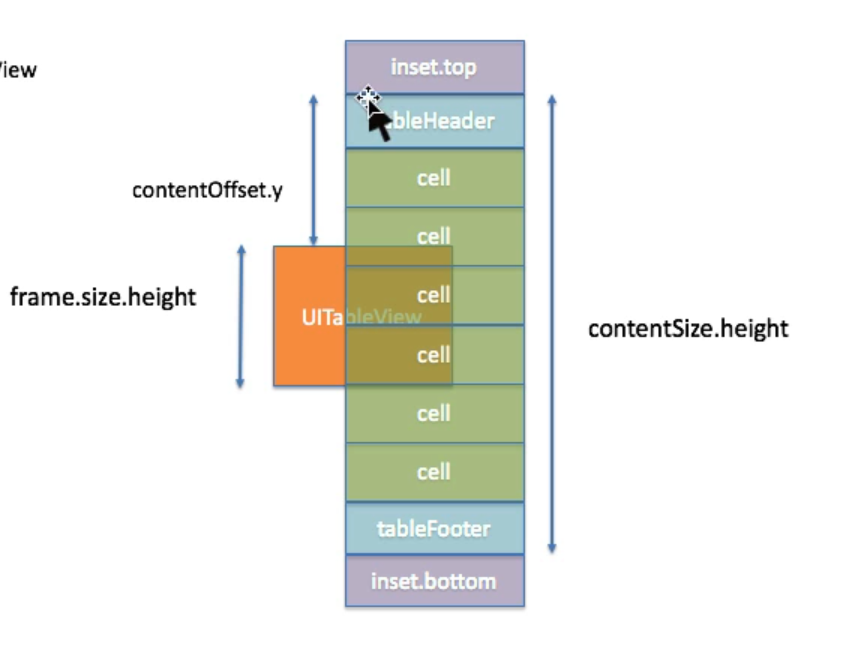 View
inset.top
bleHeader
contentOffset.y
cell
cell
frame.size.height
cell
UITableView
contentSize.height
cell
cell
cell
tableFooter
inset.bottom